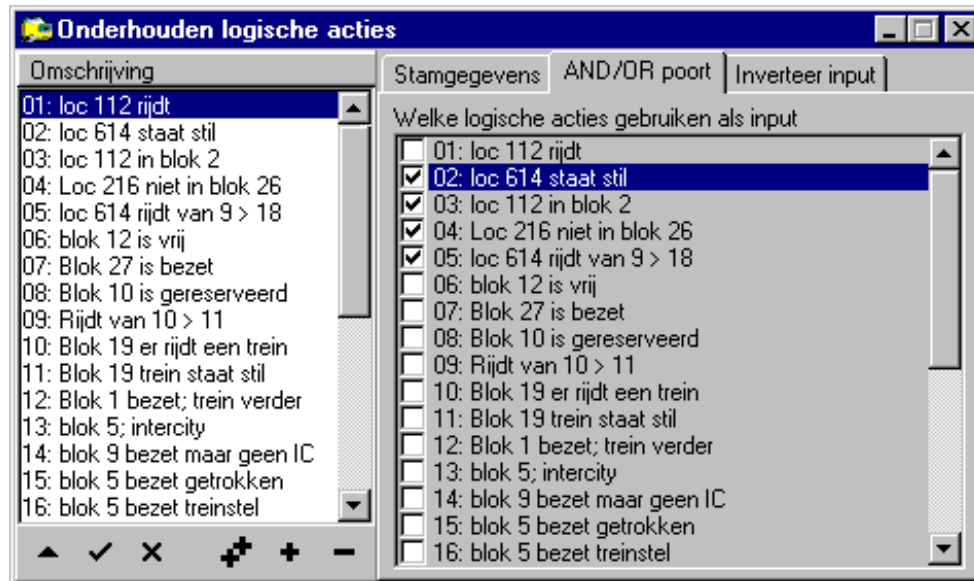 Onderhouden logische acties
Omschrijving
01: loc 112 rijdt
02: loc 614 staat stil
03: loc 112 in blok 2
04: Loc 216 niet in blok 26
05: loc 614 rijdt van 9 > 18
06: blok 12 is vrij
07: Blok 27 is bezet
08: Blok 10 is gereserveerd
09: Rijdt van 10 > 11
10: Blok 19 er rijdt een trein
11: Blok 19 trein staat stil
12: Blok 1 bezet; trein verder
13: blok 5; intercity
14: blok 9 bezet maar geen IC
15: blok 5 bezet getrokken
16: blok 5 bezet treinstel
Stamgegevens
AND/OR poort
Inverteer input
Welke logische acties gebruiken als input
01: loc 112 rijdt
02: loc 614 staat stil
03: loc 112 in blok 2
04: Loc 216 niet in blok 26
05: loc 614 rijdt van 9 > 18
06: blok 12 is vrij
07: Blok 27 is bezet
08: Blok 10 is gereserveerd
09: Rijdt van 10 > 11
10: Blok 19 er rijdt een trein
11: Blok 19 trein staat stil
12: Blok 1 bezet; trein verder
13: blok 5; intercity
14: blok 9 bezet maar geen IC
15: blok 5 bezet getrokken
16: blok 5 bezet treinstel